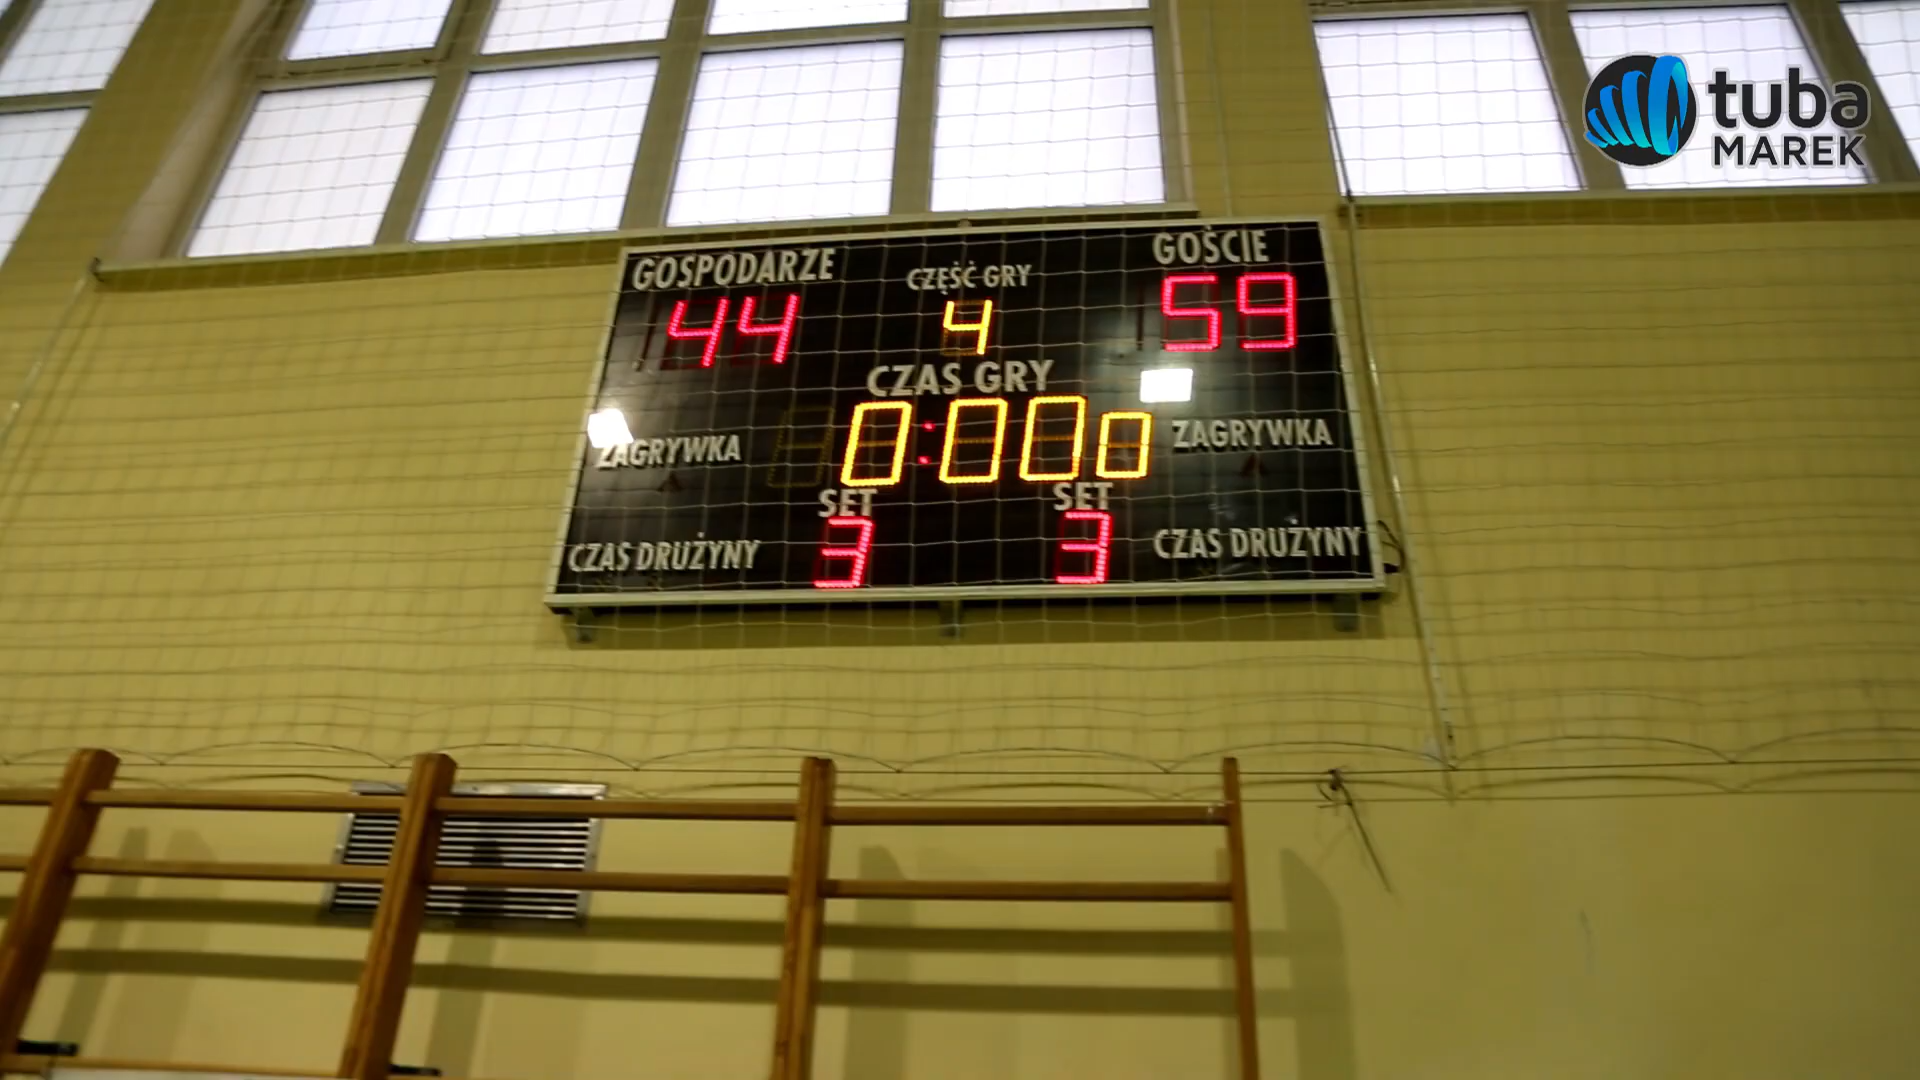 tuba
MAREK
GOSPODARZE
CZĘŚĆ GRY
GOŚCIE
44
4
59
CZAS GRY
0:000
ZAGRYWKA
ZAGRYWKA
SET
SET
3
3
CZAS DRUŻYNY
CZAS DRUŻYNY